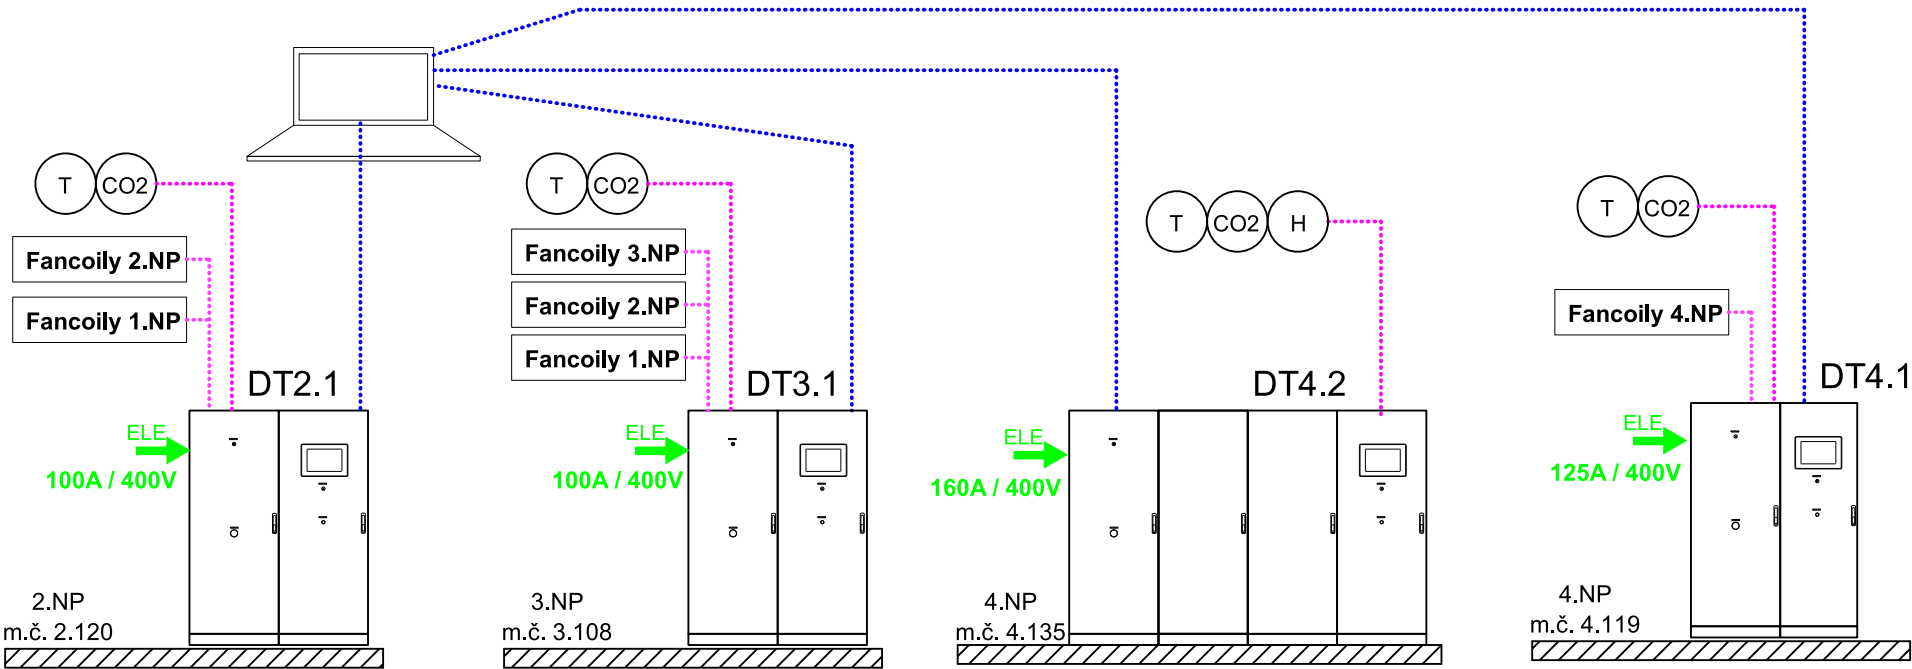 T CO2
Fancoily 2.NP
Fancoily 1.NP
DT2.1
ELE
100A / 400V
2.NP
m.č. 2.120
T CO2
Fancoily 3.NP
Fancoily 2.NP
Fancoily 1.NP
DT3.1
ELE
100A / 400V
3.NP
m.č. 3.108
T CO2 H
DT4.2
ELE
160A / 400V
4.NP
m.č. 4.135
T CO2
Fancoily 4.NP
DT4.1
ELE
125A / 400V
4.NP
m.č. 4.119